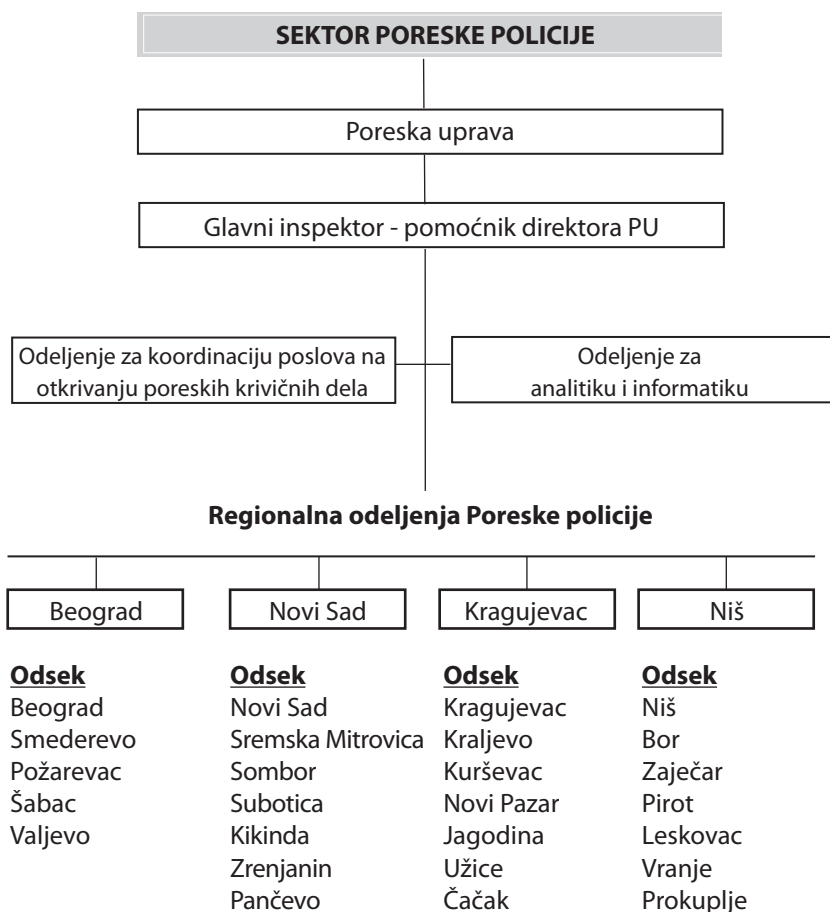 SEKTOR PORESKE POLICIJE
Poreska uprava
Glavni inspektor - pomoćnik direktora PU
Odeljenje za koordinaciju poslova na
otkrivanju poreskih krivičnih dela
Odeljenje za
analitiku i informatiku
Regionalna odeljenja Poreske policije
Beograd
Novi Sad
Kragujevac
Niš
Odsek
Beograd
Smederevo
Požarevac
Šabac
Valjevo
Odsek
Novi Sad
Sremska Mitrovica
Sombor
Subotica
Kikinda
Zrenjanin
Pančevo
Odsek
Kragujevac
Kraljevo
Kurševac
Novi Pazar
Jagodina
Užice
Čačak
Odsek
Niš
Bor
Zaječar
Pirot
Leskovac
Vranje
Prokuplje